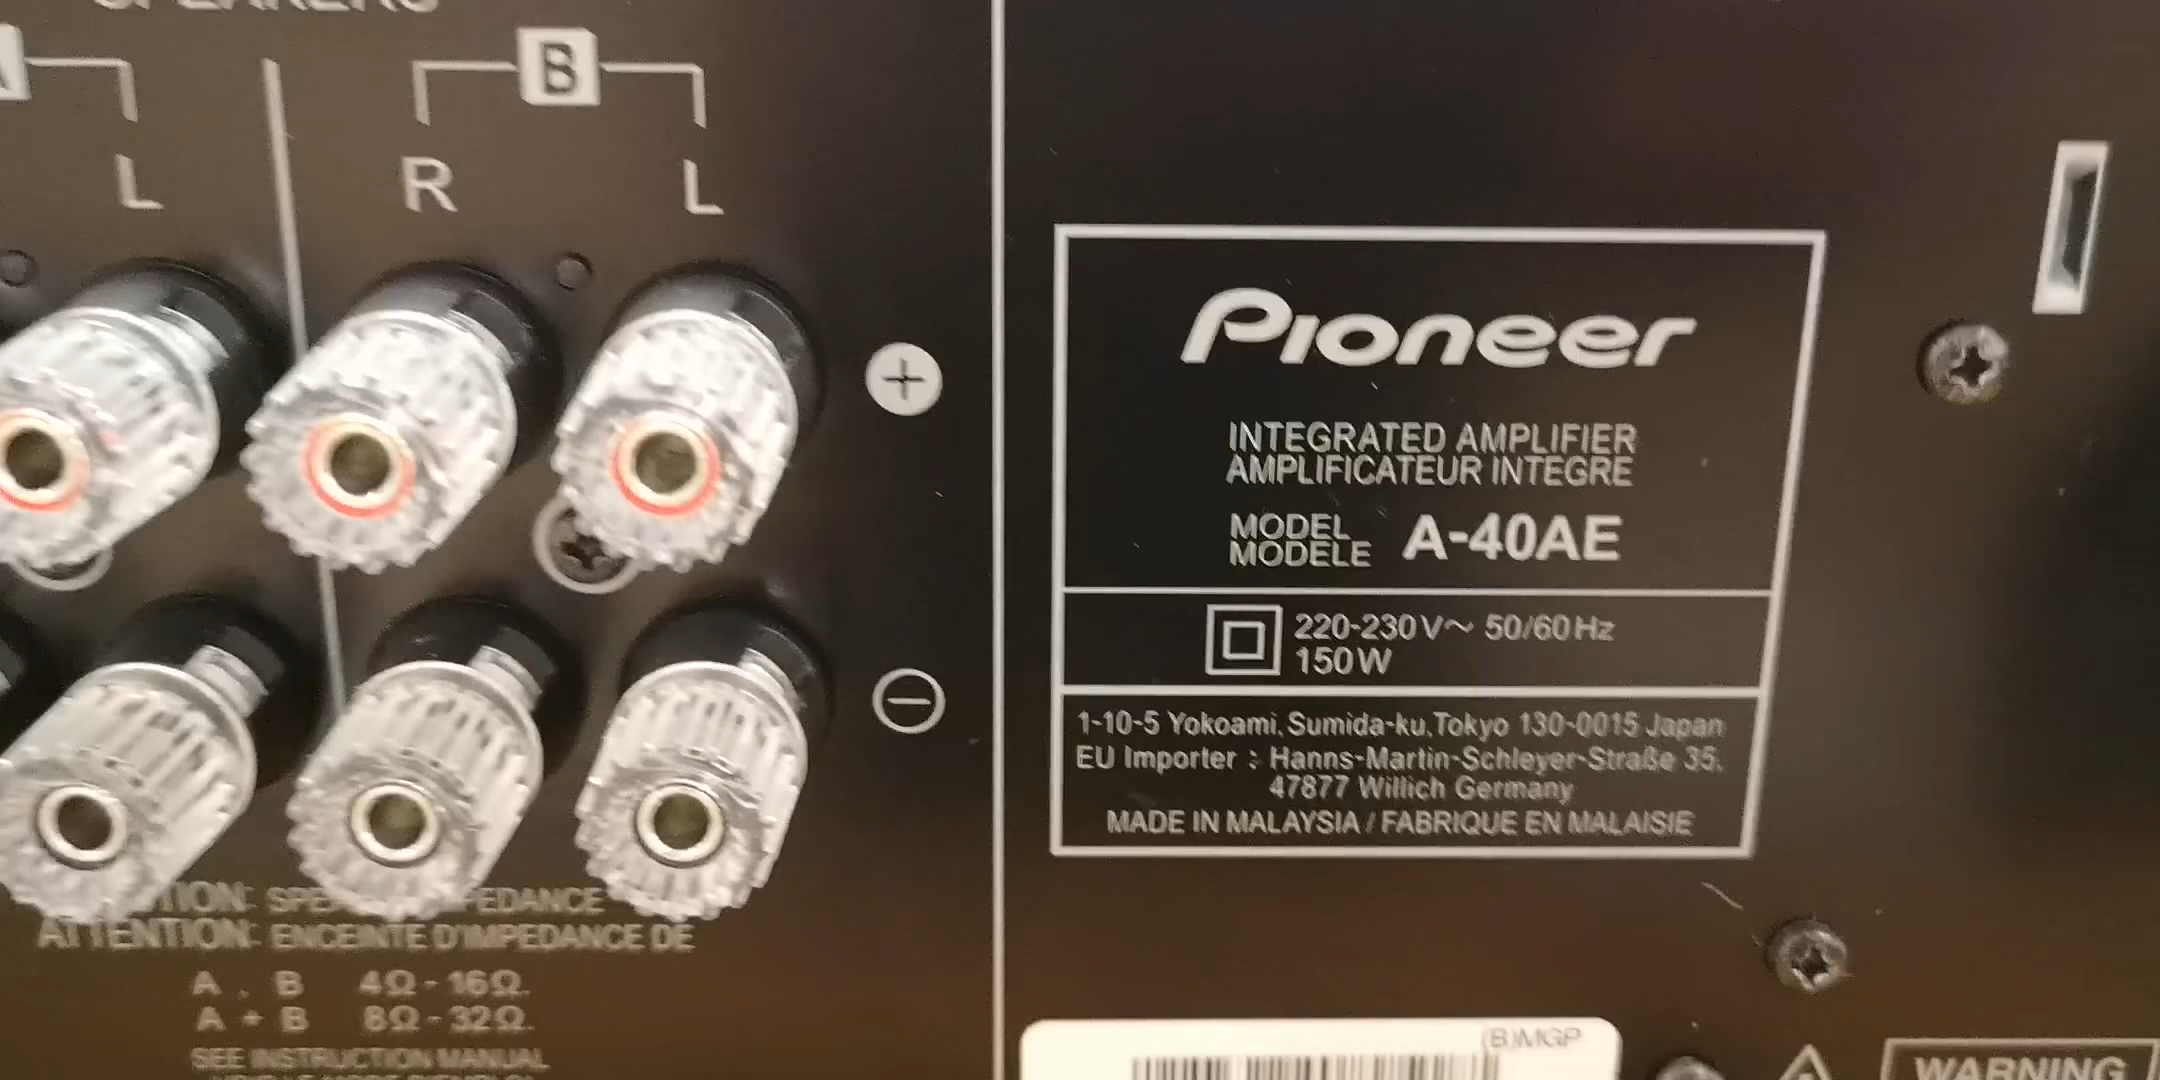 SPEAKERS
B
L
R
L
+
−
Pioneer
INTEGRATED AMPLIFIER
AMPLIFICATEUR INTEGRE
MODEL
MODELE A-40AE
220-230V~ 50/60Hz
150W
1-10-5 Yokoami,Sumida-ku,Tokyo 130-0015 Japan
EU Importer : Hanns-Martin-Schleyer-Straße 35,
47877 Willich Germany
MADE IN MALAYSIA / FABRIQUE EN MALAISIE
ATTENTION: ENCEINTE D'IMPEDANCE DE
A , B 4Ω-16Ω.
A + B 8Ω-32Ω.
SEE INSTRUCTION MANUAL
(B)MGP
WARNING